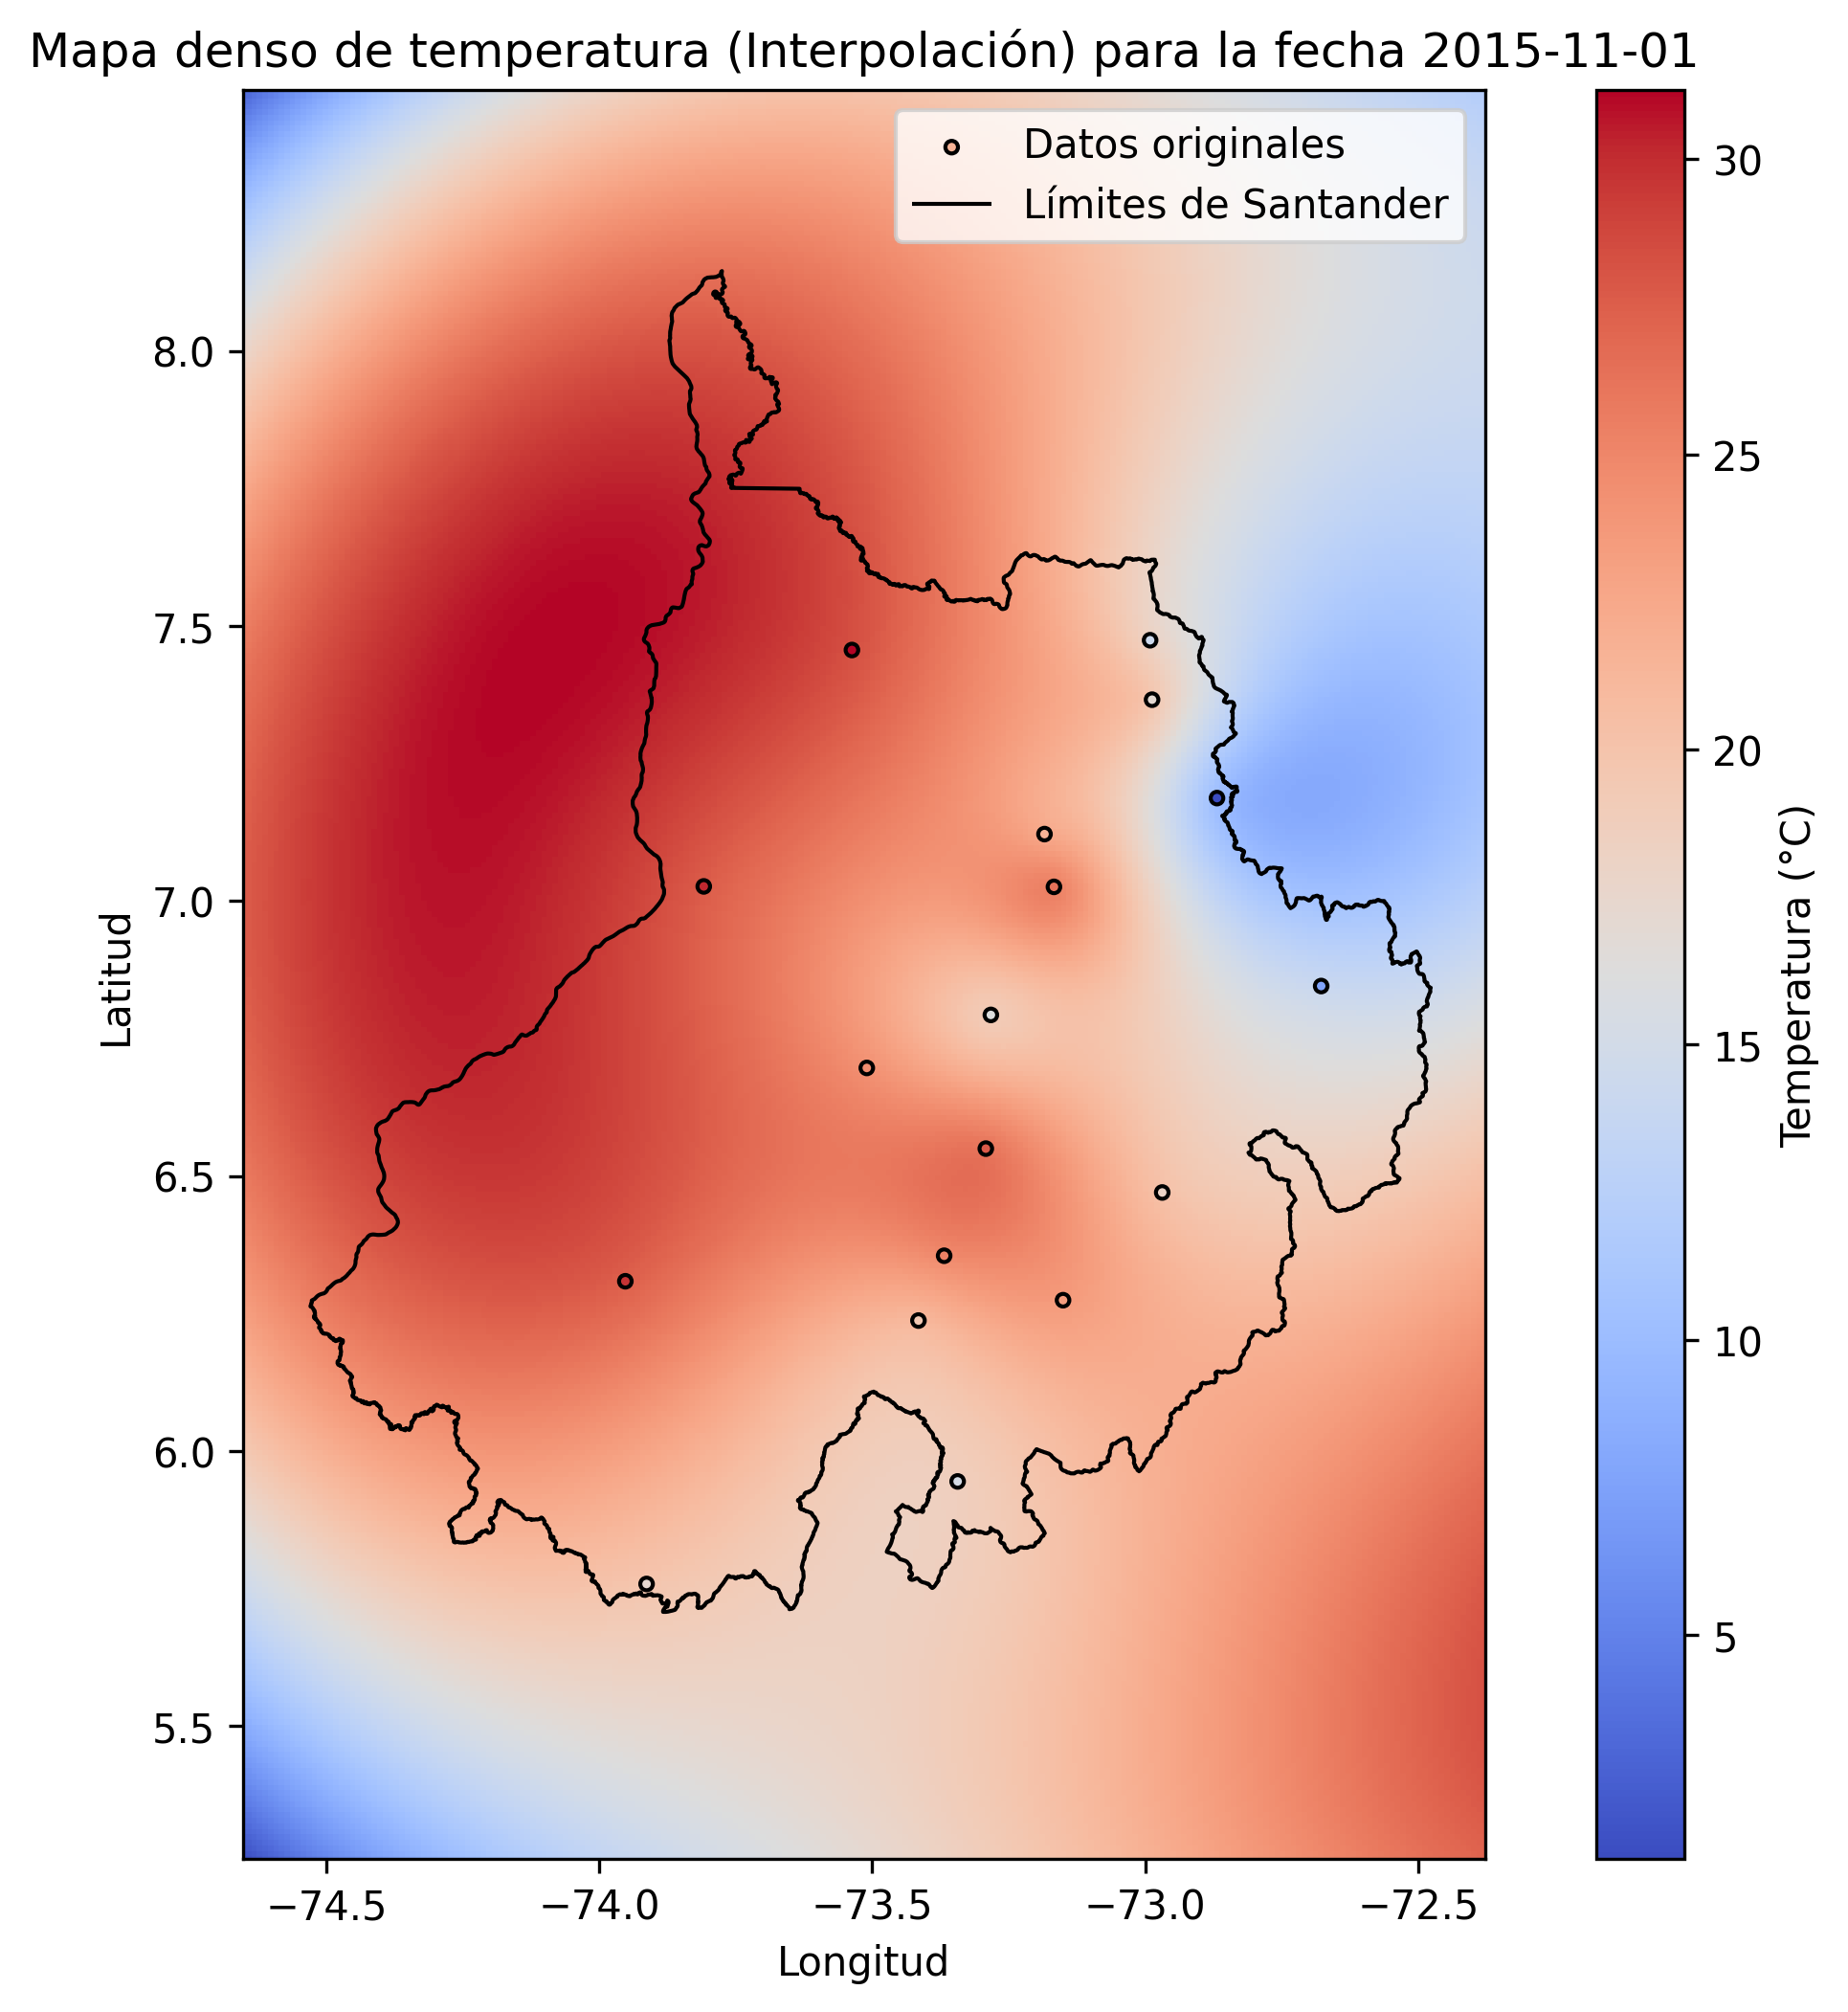 Mapa denso de temperatura (Interpolación) para la fecha 2015-11-01
Datos originales
Límites de Santander
8.0
7.5
7.0
6.5
6.0
5.5
Latitud
−74.5
−74.0
−73.5
−73.0
−72.5
Longitud
30
25
20
15
10
5
Temperatura (°C)